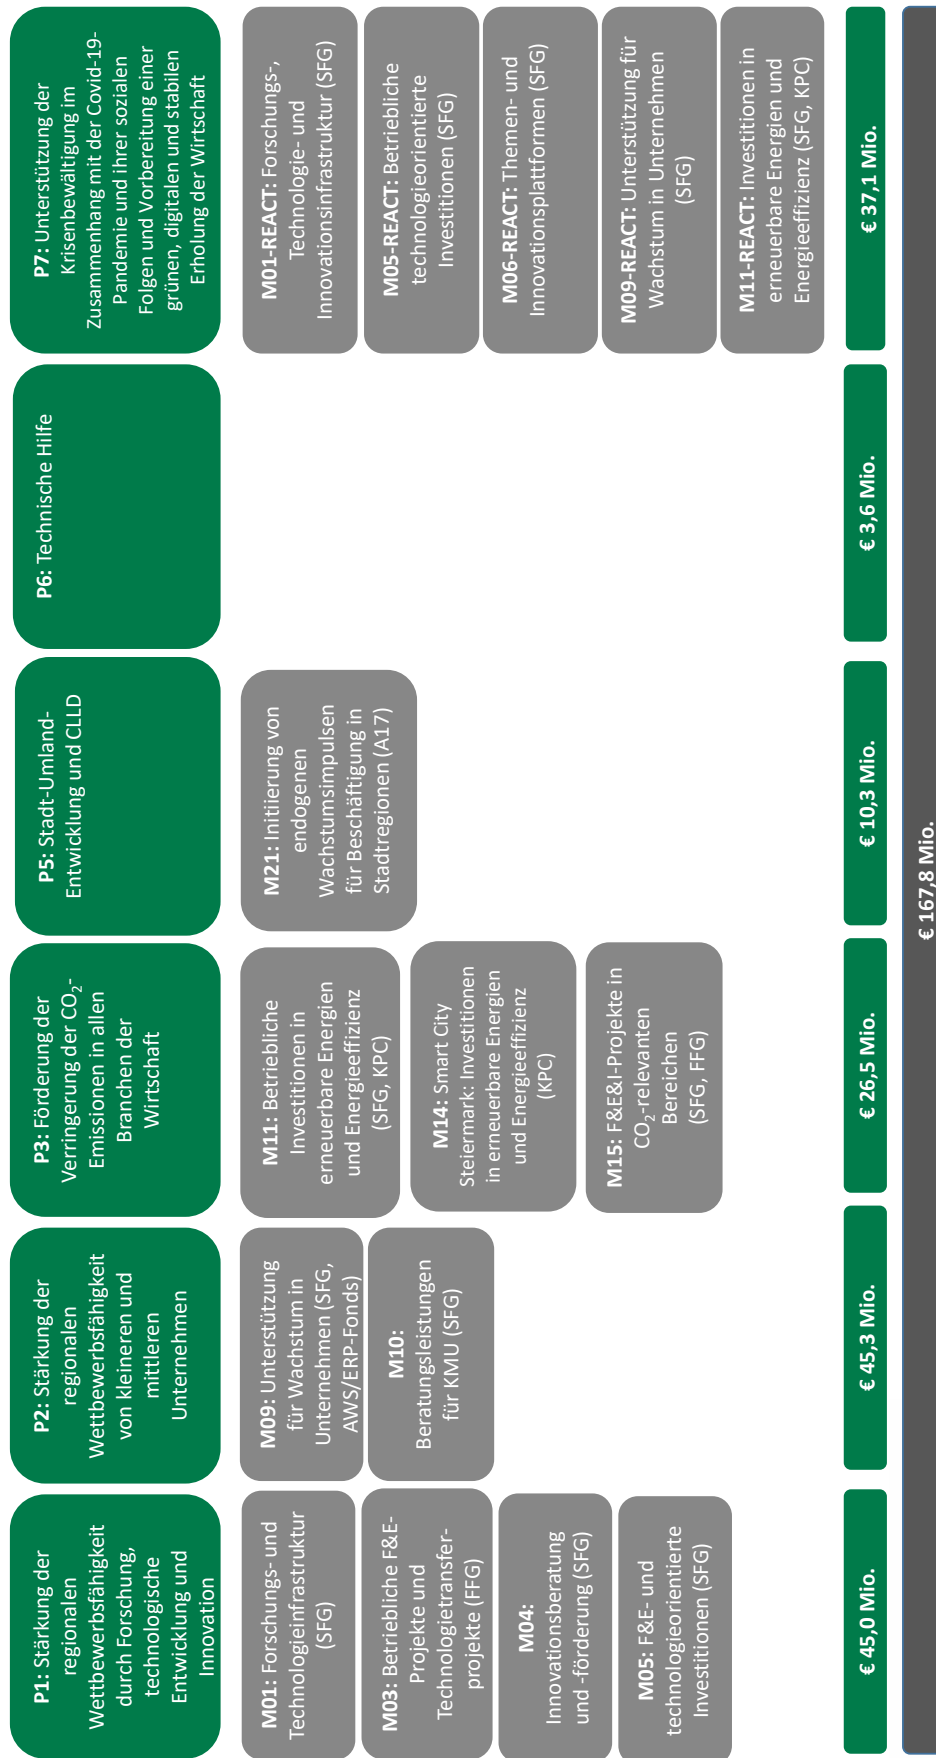 P1: Stärkung der
regionalen
Wettbewerbsfähigkeit
durch Forschung,
technologische
Entwicklung und
Innovation
P2: Stärkung der
regionalen
Wettbewerbsfähigkeit
von kleineren und
mittleren
Unternehmen
P3: Förderung der
Verringerung der CO₂-
Emissionen in allen
Branchen der
Wirtschaft
P5: Stadt-Umland-
Entwicklung und CLLD
P6: Technische Hilfe
P7: Unterstützung der
Krisenbewältigung im
Zusammenhang mit der Covid-19-
Pandemie und ihrer sozialen
Folgen und Vorbereitung einer
grünen, digitalen und stabilen
Erholung der Wirtschaft
M01: Forschungs- und
Technologieinfrastruktur
(SFG)
M03: Betriebliche F&E-
Projekte und
Technologietransfer-
projekte (FFG)
M04:
Innovationsberatung
und -förderung (SFG)
M05: F&E- und
technologieorientierte
Investitionen (SFG)
M09: Unterstützung
für Wachstum in
Unternehmen (SFG,
AWS/ERP-Fonds)
M10:
Beratungsleistungen
für KMU (SFG)
M11: Betriebliche
Investitionen in
erneuerbare Energien
und Energieeffizienz
(SFG, KPC)
M14: Smart City
Steiermark: Investitionen
in erneuerbare Energien
und Energieeffizienz
(KPC)
M15: F&E&I-Projekte in
CO₂-relevanten
Bereichen
(SFG, FFG)
M21: Initiierung von
endogenen
Wachstumsimpulsen
für Beschäftigung in
Stadtregionen (A17)
M01-REACT: Forschungs-,
Technologie- und
Innovationsinfrastruktur (SFG)
M05-REACT: Betriebliche
technologieorientierte
Investitionen (SFG)
M06-REACT: Themen- und
Innovationsplattformen (SFG)
M09-REACT: Unterstützung für
Wachstum in Unternehmen
(SFG)
M11-REACT: Investitionen in
erneuerbare Energien und
Energieeffizienz (SFG, KPC)
€ 45,0 Mio.
€ 45,3 Mio.
€ 26,5 Mio.
€ 10,3 Mio.
€ 3,6 Mio.
€ 37,1 Mio.
€ 167,8 Mio.